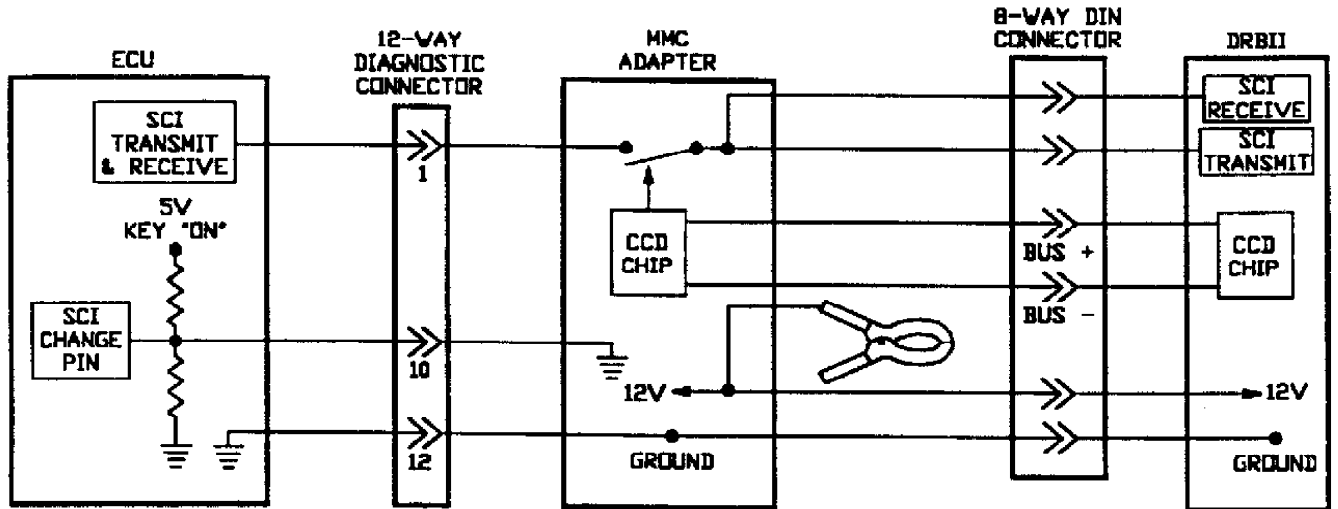 ECU
12-WAY
DIAGNOSTIC
CONNECTOR
MMC
ADAPTER
8-WAY DIN
CONNECTOR
DRBII
SCI
TRANSMIT
& RECEIVE
1
SCI
RECEIVE
SCI
TRANSMIT
5V
KEY "ON"
CCD
CHIP
BUS +
BUS -
CCD
CHIP
SCI
CHANGE
PIN
10
12V
12V
12
GROUND
GROUND